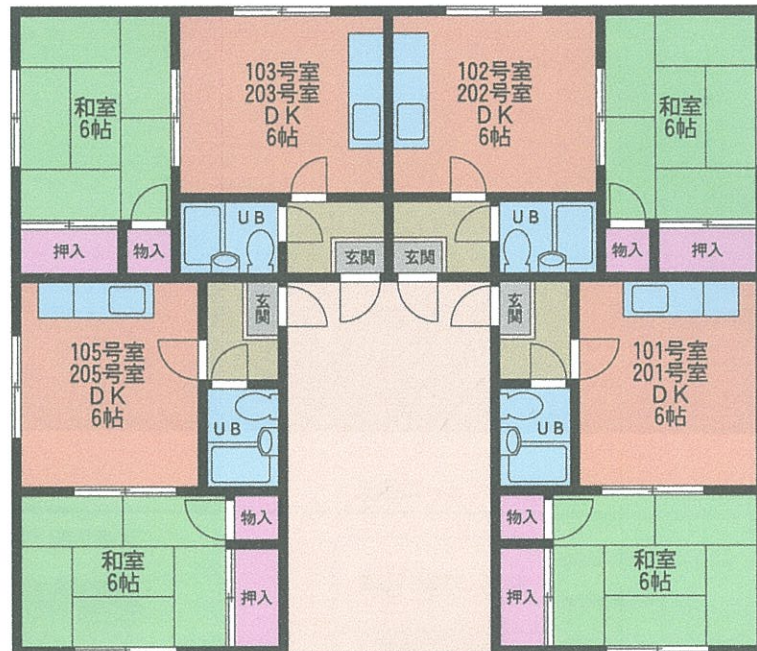 和室
6帖
103号室
203号室
DK
6帖
102号室
202号室
DK
6帖
和室
6帖
押入
物入
UB
玄関
玄関
UB
物入
押入
105号室
205号室
DK
6帖
玄関
UB
玄関
UB
101号室
201号室
DK
6帖
和室
6帖
物入
押入
物入
押入
和室
6帖